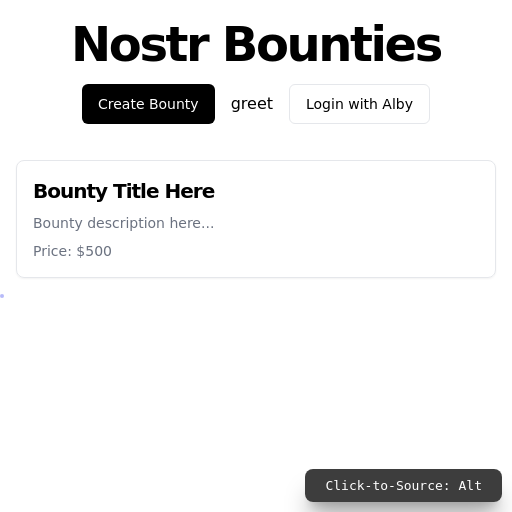 Nostr Bounties
Create Bounty greet Login with Alby
Bounty Title Here
Bounty description here...
Price: $500
Click-to-Source: Alt